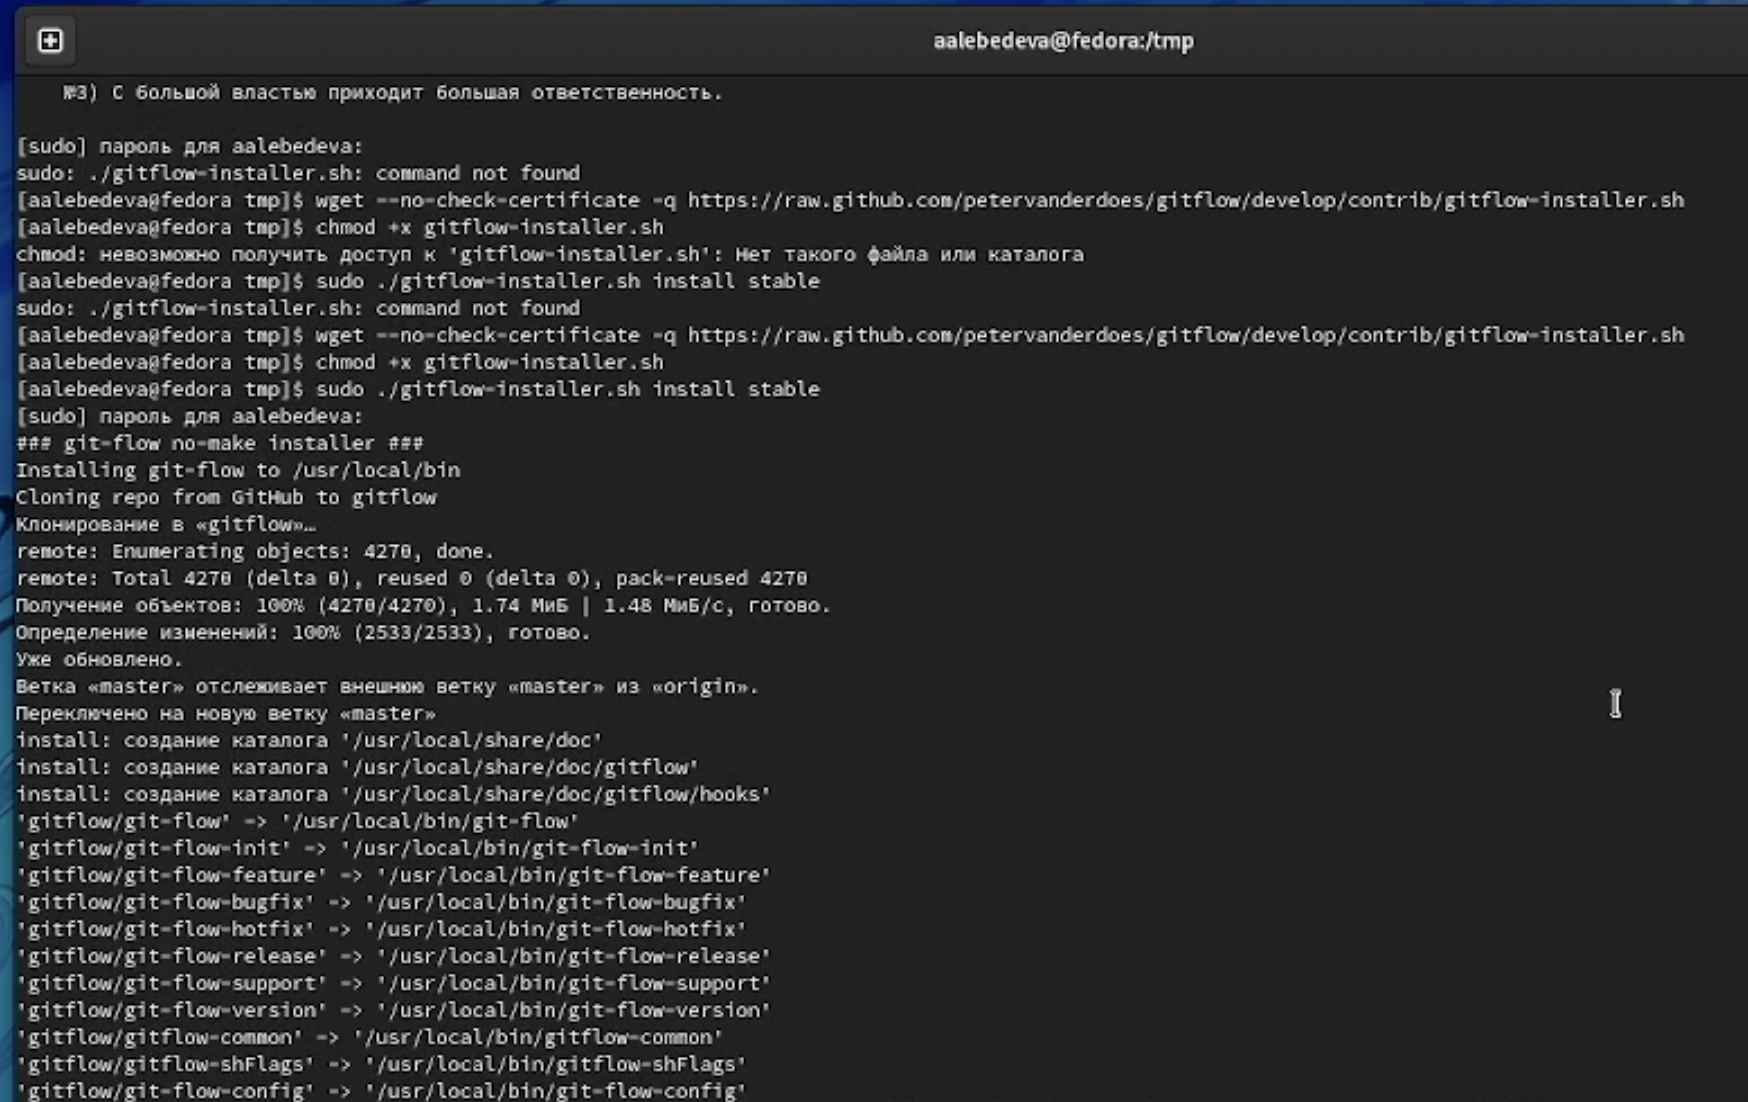 aalebedeva@fedora:/tmp
№3) С большой властью приходит большая ответственность.
[sudo] пароль для aalebedeva:
sudo: ./gitflow-installer.sh: command not found
[aalebedeva@fedora tmp]$ wget --no-check-certificate -q https://raw.github.com/petervanderdoes/gitflow/develop/contrib/gitflow-installer.sh
[aalebedeva@fedora tmp]$ chmod +x gitflow-installer.sh
chmod: невозможно получить доступ к 'gitflow-installer.sh': Нет такого файла или каталога
[aalebedeva@fedora tmp]$ sudo ./gitflow-installer.sh install stable
sudo: ./gitflow-installer.sh: command not found
[aalebedeva@fedora tmp]$ wget --no-check-certificate -q https://raw.github.com/petervanderdoes/gitflow/develop/contrib/gitflow-installer.sh
[aalebedeva@fedora tmp]$ chmod +x gitflow-installer.sh
[aalebedeva@fedora tmp]$ sudo ./gitflow-installer.sh install stable
[sudo] пароль для aalebedeva:
### git-flow no-make installer ###
Installing git-flow to /usr/local/bin
Cloning repo from GitHub to gitflow
Клонирование в «gitflow»…
remote: Enumerating objects: 4270, done.
remote: Total 4270 (delta 0), reused 0 (delta 0), pack-reused 4270
Получение объектов: 100% (4270/4270), 1.74 МиБ | 1.48 МиБ/с, готово.
Определение изменений: 100% (2533/2533), готово.
Уже обновлено.
Ветка «master» отслеживает внешнюю ветку «master» из «origin».
Переключено на новую ветку «master»
install: создание каталога '/usr/local/share/doc'
install: создание каталога '/usr/local/share/doc/gitflow'
install: создание каталога '/usr/local/share/doc/gitflow/hooks'
'gitflow/git-flow' -> '/usr/local/bin/git-flow'
'gitflow/git-flow-init' -> '/usr/local/bin/git-flow-init'
'gitflow/git-flow-feature' -> '/usr/local/bin/git-flow-feature'
'gitflow/git-flow-bugfix' -> '/usr/local/bin/git-flow-bugfix'
'gitflow/git-flow-hotfix' -> '/usr/local/bin/git-flow-hotfix'
'gitflow/git-flow-release' -> '/usr/local/bin/git-flow-release'
'gitflow/git-flow-support' -> '/usr/local/bin/git-flow-support'
'gitflow/git-flow-version' -> '/usr/local/bin/git-flow-version'
'gitflow/gitflow-common' -> '/usr/local/bin/gitflow-common'
'gitflow/gitflow-shFlags' -> '/usr/local/bin/gitflow-shFlags'
'gitflow/git-flow-config' -> '/usr/local/bin/git-flow-config'